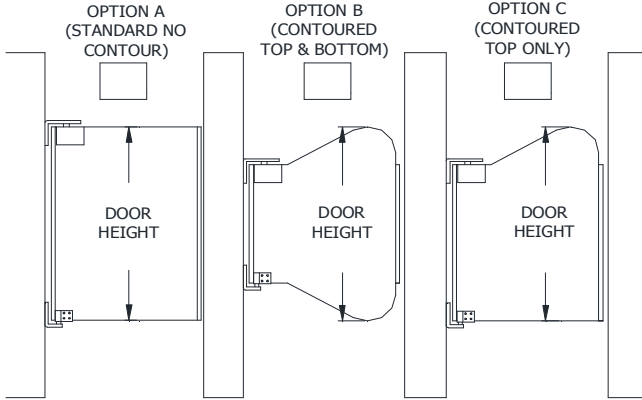 OPTION A
(STANDARD NO
CONTOUR)
OPTION B
(CONTOURED
TOP & BOTTOM)
OPTION C
(CONTOURED
TOP ONLY)
DOOR
HEIGHT
DOOR
HEIGHT
DOOR
HEIGHT